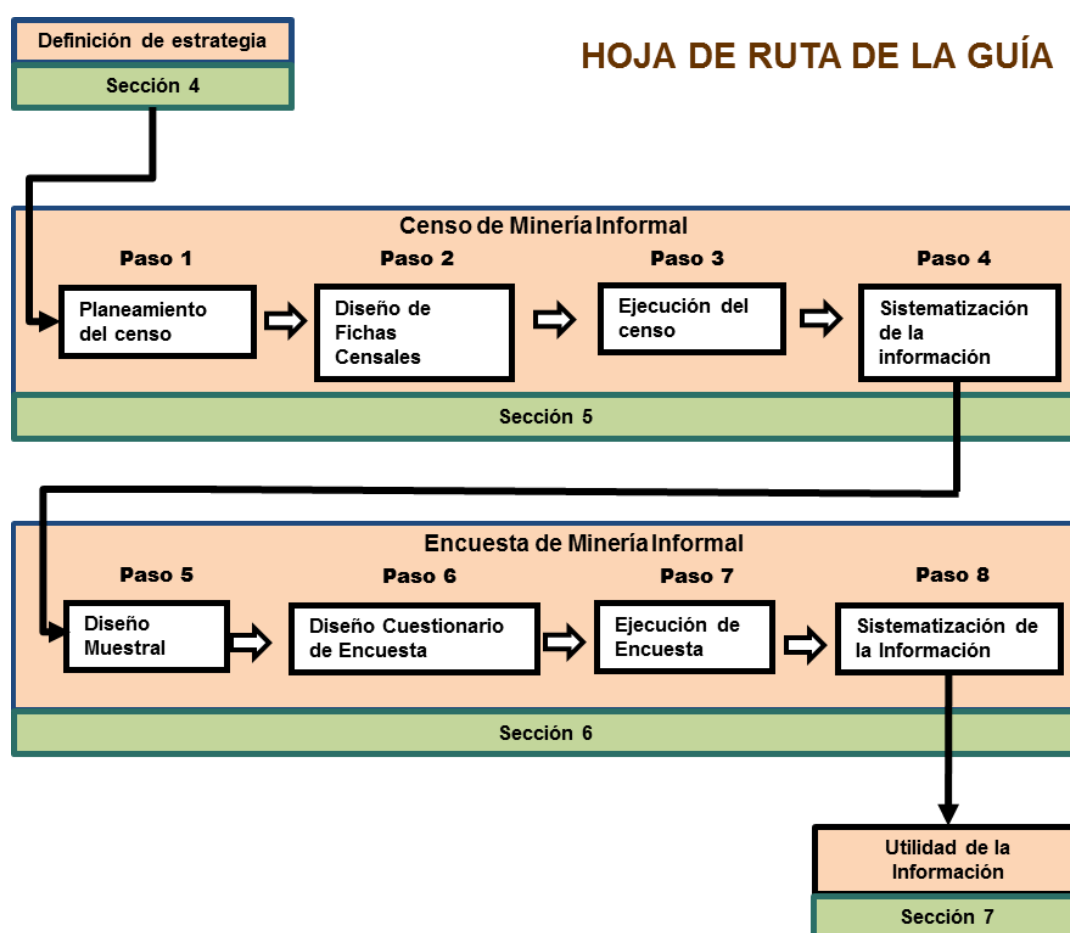 Definición de estrategia
Sección 4
HOJA DE RUTA DE LA GUÍA
Censo de Minería Informal
Paso 1
Paso 2
Paso 3
Paso 4
Planeamiento
del censo
Diseño de
Fichas
Censales
Ejecución del
censo
Sistematización
de la
información
Sección 5
Encuesta de Minería Informal
Paso 5
Paso 6
Paso 7
Paso 8
Diseño
Muestral
Diseño Cuestionario
de Encuesta
Ejecución de
Encuesta
Sistematización de
la Información
Sección 6
Utilidad de la
Información
Sección 7